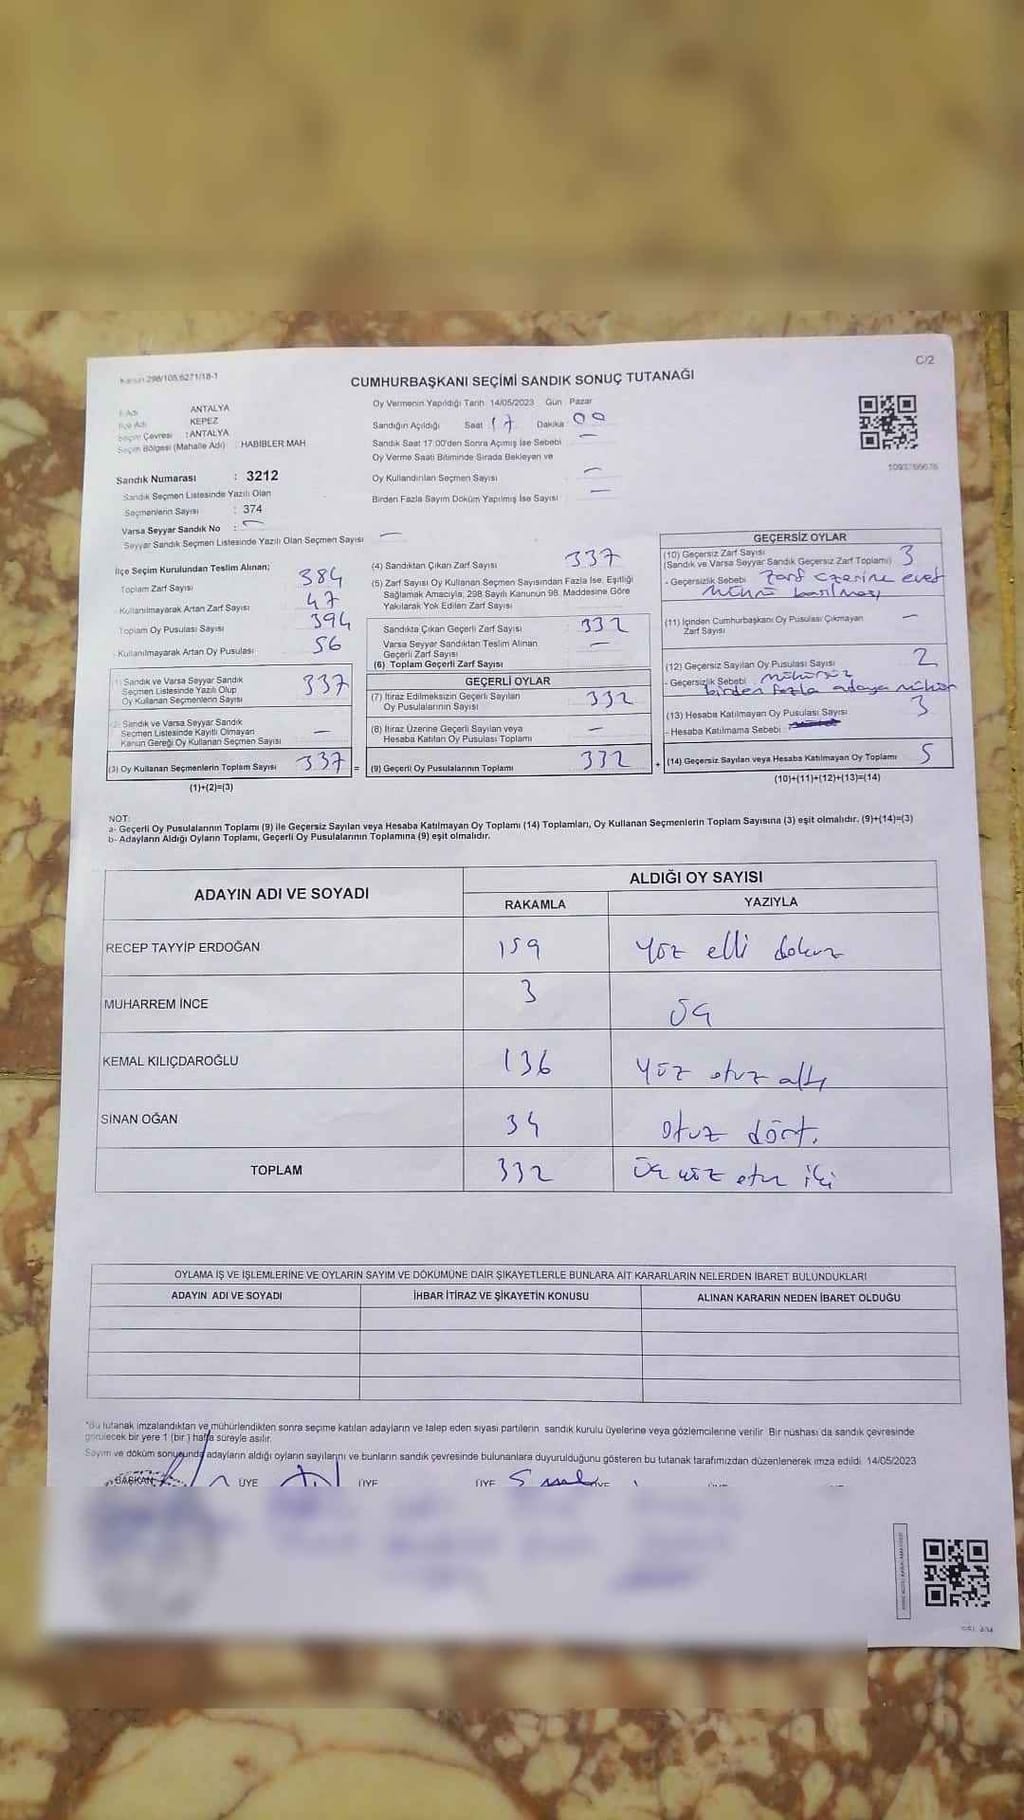 Kanun 298/105,6271/18-1
C/2
CUMHURBAŞKANI SEÇİMİ SANDIK SONUÇ TUTANAĞI
İl Adı ANTALYA
İlçe Adı KEPEZ
Seçim Çevresi : ANTALYA
Seçim Bölgesi (Mahalle Adı) : HABİBLER MAH
Sandık Numarası : 3212
Sandık Seçmen Listesinde Yazılı Olan
Seçmenlerin Sayısı : 374
Varsa Seyyar Sandık No : –
Seyyar Sandık Seçmen Listesinde Yazılı Olan Seçmen Sayısı –
Oy Vermenin Yapıldığı Tarih 14/05/2023 Gün Pazar
Sandığın Açıldığı Saat 17 Dakika 00
Sandık Saat 17:00'den Sonra Açımış İse Sebebi –
Oy Verme Saati Bitiminde Sırada Bekleyen ve
Oy Kullandırılan Seçmen Sayısı –
Birden Fazla Sayım Döküm Yapılmış İse Sayısı –
1093766676
İlçe Seçim Kurulundan Teslim Alınan;
Toplam Zarf Sayısı 384
Kullanılmayarak Artan Zarf Sayısı 47
Toplam Oy Pusulası Sayısı 394
Kullanılmayarak Artan Oy Pusulası 56
1- Sandık ve Varsa Seyyar Sandık
Seçmen Listesinde Yazılı Olup
Oy Kullanan Seçmenlerin Sayısı 337
2- Sandık ve Varsa Seyyar Sandık
Seçmen Listesinde Kayıtlı Olmayan
Kanun Gereği Oy Kullanan Seçmen Sayısı –
(3) Oy Kullanan Seçmenlerin Toplam Sayısı 337 =
(1)+(2)=(3)
(4) Sandıktan Çıkan Zarf Sayısı 337
(5) Zarf Sayısı Oy Kullanan Seçmen Sayısından Fazla İse, Eşitliği
Sağlamak Amacıyla, 298 Sayılı Kanunun 98. Maddesine Göre
Yakılarak Yok Edilen Zarf Sayısı –
Sandıkta Çıkan Geçerli Zarf Sayısı 332
Varsa Seyyar Sandıktan Teslim Alınan
Geçerli Zarf Sayısı –
(6) Toplam Geçerli Zarf Sayısı
GEÇERLİ OYLAR
(7) İtiraz Edilmeksizin Geçerli Sayılan
Oy Pusulalarının Sayısı 332
(8) İtiraz Üzerine Geçerli Sayılan veya
Hesaba Katılan Oy Pusulası Toplamı –
(9) Geçerli Oy Pusulalarının Toplamı 332 +
GEÇERSİZ OYLAR
(10) Geçersiz Zarf Sayısı
(Sandık ve Varsa Seyyar Sandık Geçersiz Zarf Toplamı) 3
- Geçersizlik Sebebi Zarf üzerine evet
mührü basılması
(11) İçinden Cumhurbaşkanı Oy Pusulası Çıkmayan
Zarf Sayısı –
(12) Geçersiz Sayılan Oy Pusulası Sayısı 2
- Geçersizlik Sebebi mühürsüz
birden fazla adaya mühür
(13) Hesaba Katılmayan Oy Pusulası Sayısı 3
- Hesaba Katılmama Sebebi
(14) Geçersiz Sayılan veya Hesaba Katılmayan Oy Toplamı 5
(10)+(11)+(12)+(13)=(14)
NOT:
a- Geçerli Oy Pusulalarının Toplamı (9) ile Geçersiz Sayılan veya Hesaba Katılmayan Oy Toplamı (14) Toplamları, Oy Kullanan Seçmenlerin Toplam Sayısına (3) eşit olmalıdır. (9)+(14)=(3)
b- Adayların Aldığı Oyların Toplamı, Geçerli Oy Pusulalarının Toplamına (9) eşit olmalıdır.
ADAYIN ADI VE SOYADI
ALDIĞI OY SAYISI
RAKAMLA YAZIYLA
RECEP TAYYİP ERDOĞAN 159 Yüz elli dokuz
MUHARREM İNCE 3 üç
KEMAL KILIÇDAROĞLU 136 Yüz otuz altı
SİNAN OĞAN 34 Otuz dört.
TOPLAM 332 Üç yüz otuz iki
OYLAMA İŞ VE İŞLEMLERİNE VE OYLARIN SAYIM VE DÖKÜMÜNE DAİR ŞİKAYETLERLE BUNLARA AİT KARARLARIN NELERDEN İBARET BULUNDUKLARI
ADAYIN ADI VE SOYADI İHBAR İTİRAZ VE ŞİKAYETİN KONUSU ALINAN KARARIN NEDEN İBARET OLDUĞU
*Bu tutanak imzalandıktan ve mühürlendikten sonra seçime katılan adayların ve talep eden siyasi partilerin sandık kurulu üyelerine veya gözlemcilerine verilir Bir nüshası da sandık çevresinde
görülecek bir yere 1 (bir ) hafta süreyle asılır.
Sayım ve döküm sonucunda adayların aldığı oyların sayılarını ve bunların sandık çevresinde bulunanlara duyurulduğunu gösteren bu tutanak tarafımızdan düzenlenerek imza edildi 14/05/2023
BAŞKAN ÜYE ÜYE ÜYE